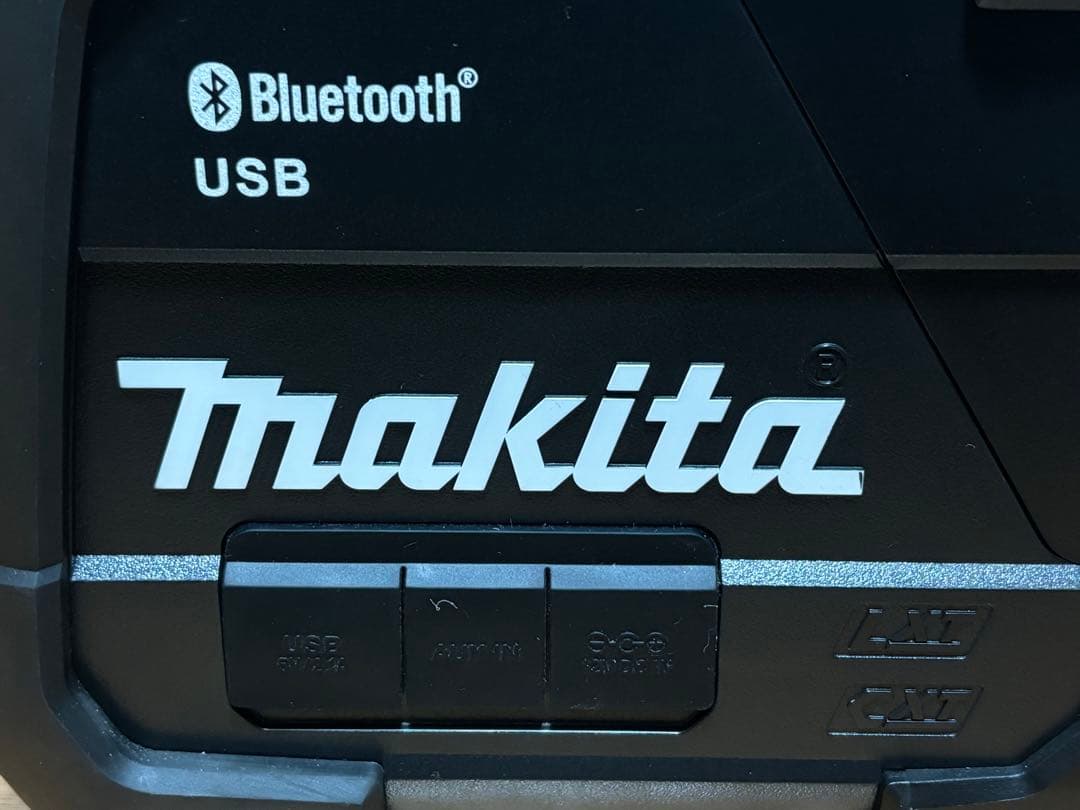 Bluetooth®
USB
makita®
USB
AUX IN
LXT
CXT